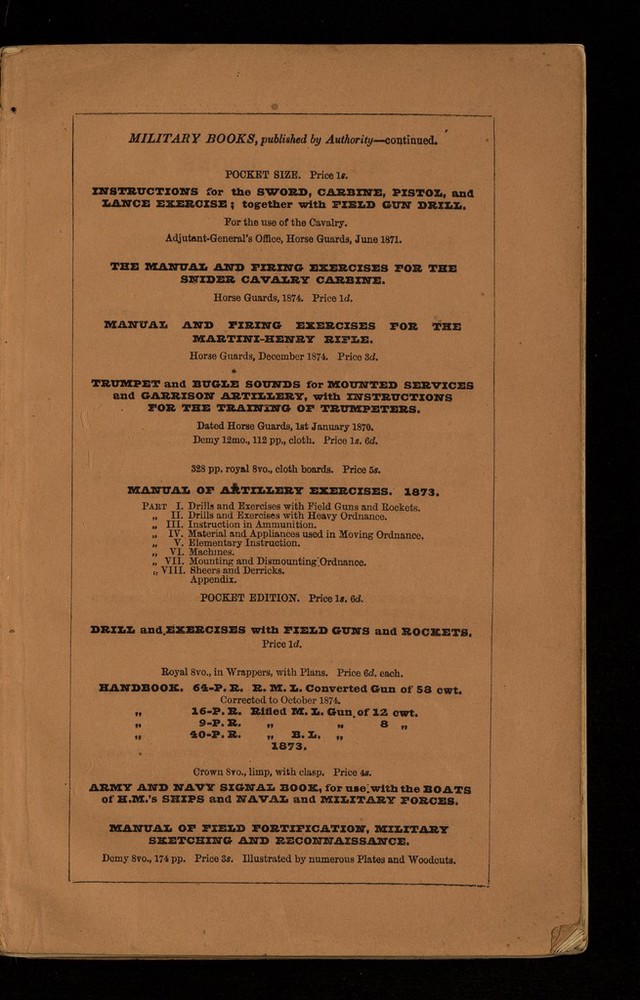 MILITARY BOOKS, published by Authority—continued.
POCKET SIZE. Price 1s.
INSTRUCTIONS for the SWORD, CARBINE, PISTOL, and
LANCE EXERCISE; together with FIELD GUN DRILL.
For the use of the Cavalry.
Adjutant-General's Office, Horse Guards, June 1871.
THE MANUAL AND FIRING EXERCISES FOR THE
SNIDER CAVALRY CARBINE.
Horse Guards, 1874. Price 1d.
MANUAL AND FIRING EXERCISES FOR THE
MARTINI-HENRY RIFLE.
Horse Guards, December 1874. Price 3d.
TRUMPET and BUGLE SOUNDS for MOUNTED SERVICES
and GARRISON ARTILLERY, with INSTRUCTIONS
FOR THE TRAINING OF TRUMPETERS.
Dated Horse Guards, 1st January 1870.
Demy 12mo., 112 pp., cloth. Price 1s. 6d.
328 pp. royal 8vo., cloth boards. Price 5s.
MANUAL OF ARTILLERY EXERCISES. 1873.
PART I. Drills and Exercises with Field Guns and Rockets.
„ II. Drills and Exercises with Heavy Ordnance.
„ III. Instruction in Ammunition.
„ IV. Material and Appliances used in Moving Ordnance.
„ V. Elementary Instruction.
„ VI. Machines.
„ VII. Mounting and Dismounting Ordnance.
„ VIII. Sheers and Derricks.
Appendix.
POCKET EDITION. Price 1s. 6d.
DRILL and EXERCISES with FIELD GUNS and ROCKETS.
Price 1d.
Royal 8vo., in Wrappers, with Plans. Price 6d. each.
HANDBOOK. 64-P. R. R. M. L. Converted Gun of 58 cwt.
Corrected to October 1874.
„ 16-P. R. Rifled M. L. Gun of 12 cwt.
„ 9-P. R. „ „ 8 „
„ 40-P. R. „ B. L. „
1873.
Crown 8vo., limp, with clasp. Price 4s.
ARMY AND NAVY SIGNAL BOOK, for use with the BOATS
of H.M.'s SHIPS and NAVAL and MILITARY FORCES.
MANUAL OF FIELD FORTIFICATION, MILITARY
SKETCHING AND RECONNAISSANCE.
Demy 8vo., 174 pp. Price 3s. Illustrated by numerous Plates and Woodcuts.